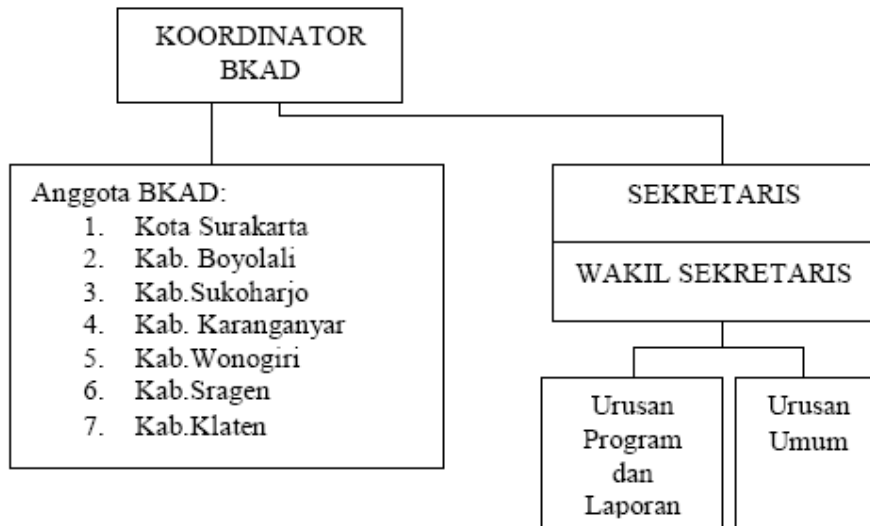 KOORDINATOR
BKAD
Anggota BKAD:
1. Kota Surakarta
2. Kab. Boyolali
3. Kab.Sukoharjo
4. Kab. Karanganyar
5. Kab.Wonogiri
6. Kab.Sragen
7. Kab.Klaten
SEKRETARIS
WAKIL SEKRETARIS
Urusan
Program
dan
Laporan
Urusan
Umum